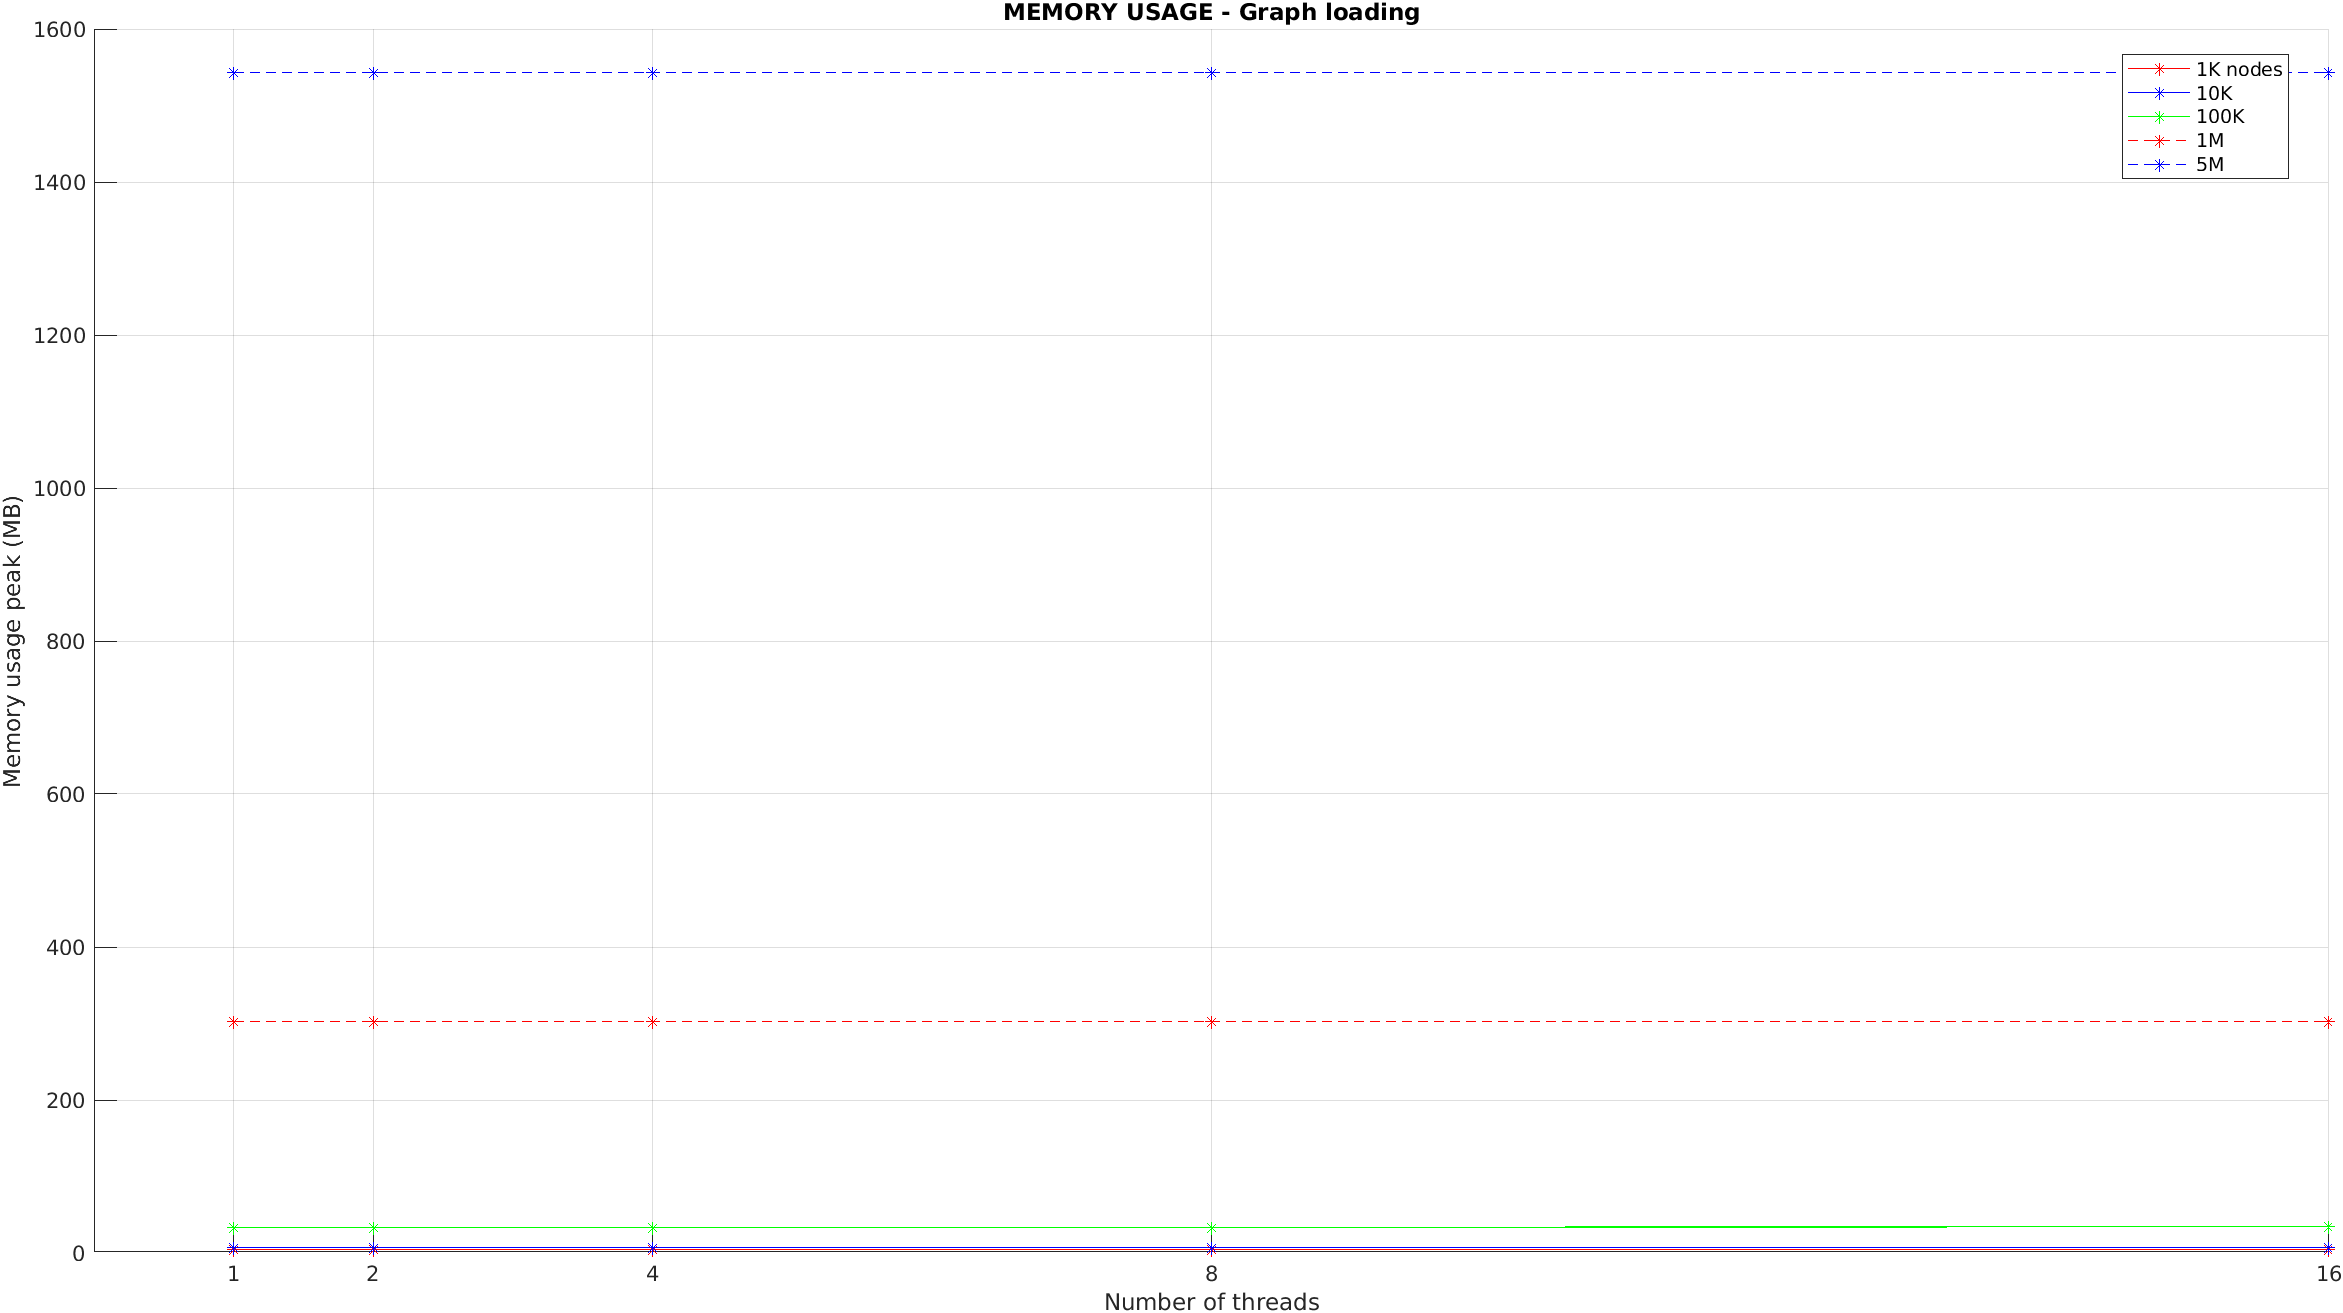 MEMORY USAGE - Graph loading
1600
1400
1200
1000
800
600
400
200
0
Memory usage peak (MB)
1K nodes
10K
100K
1M
5M
1 2 4 8 16
Number of threads